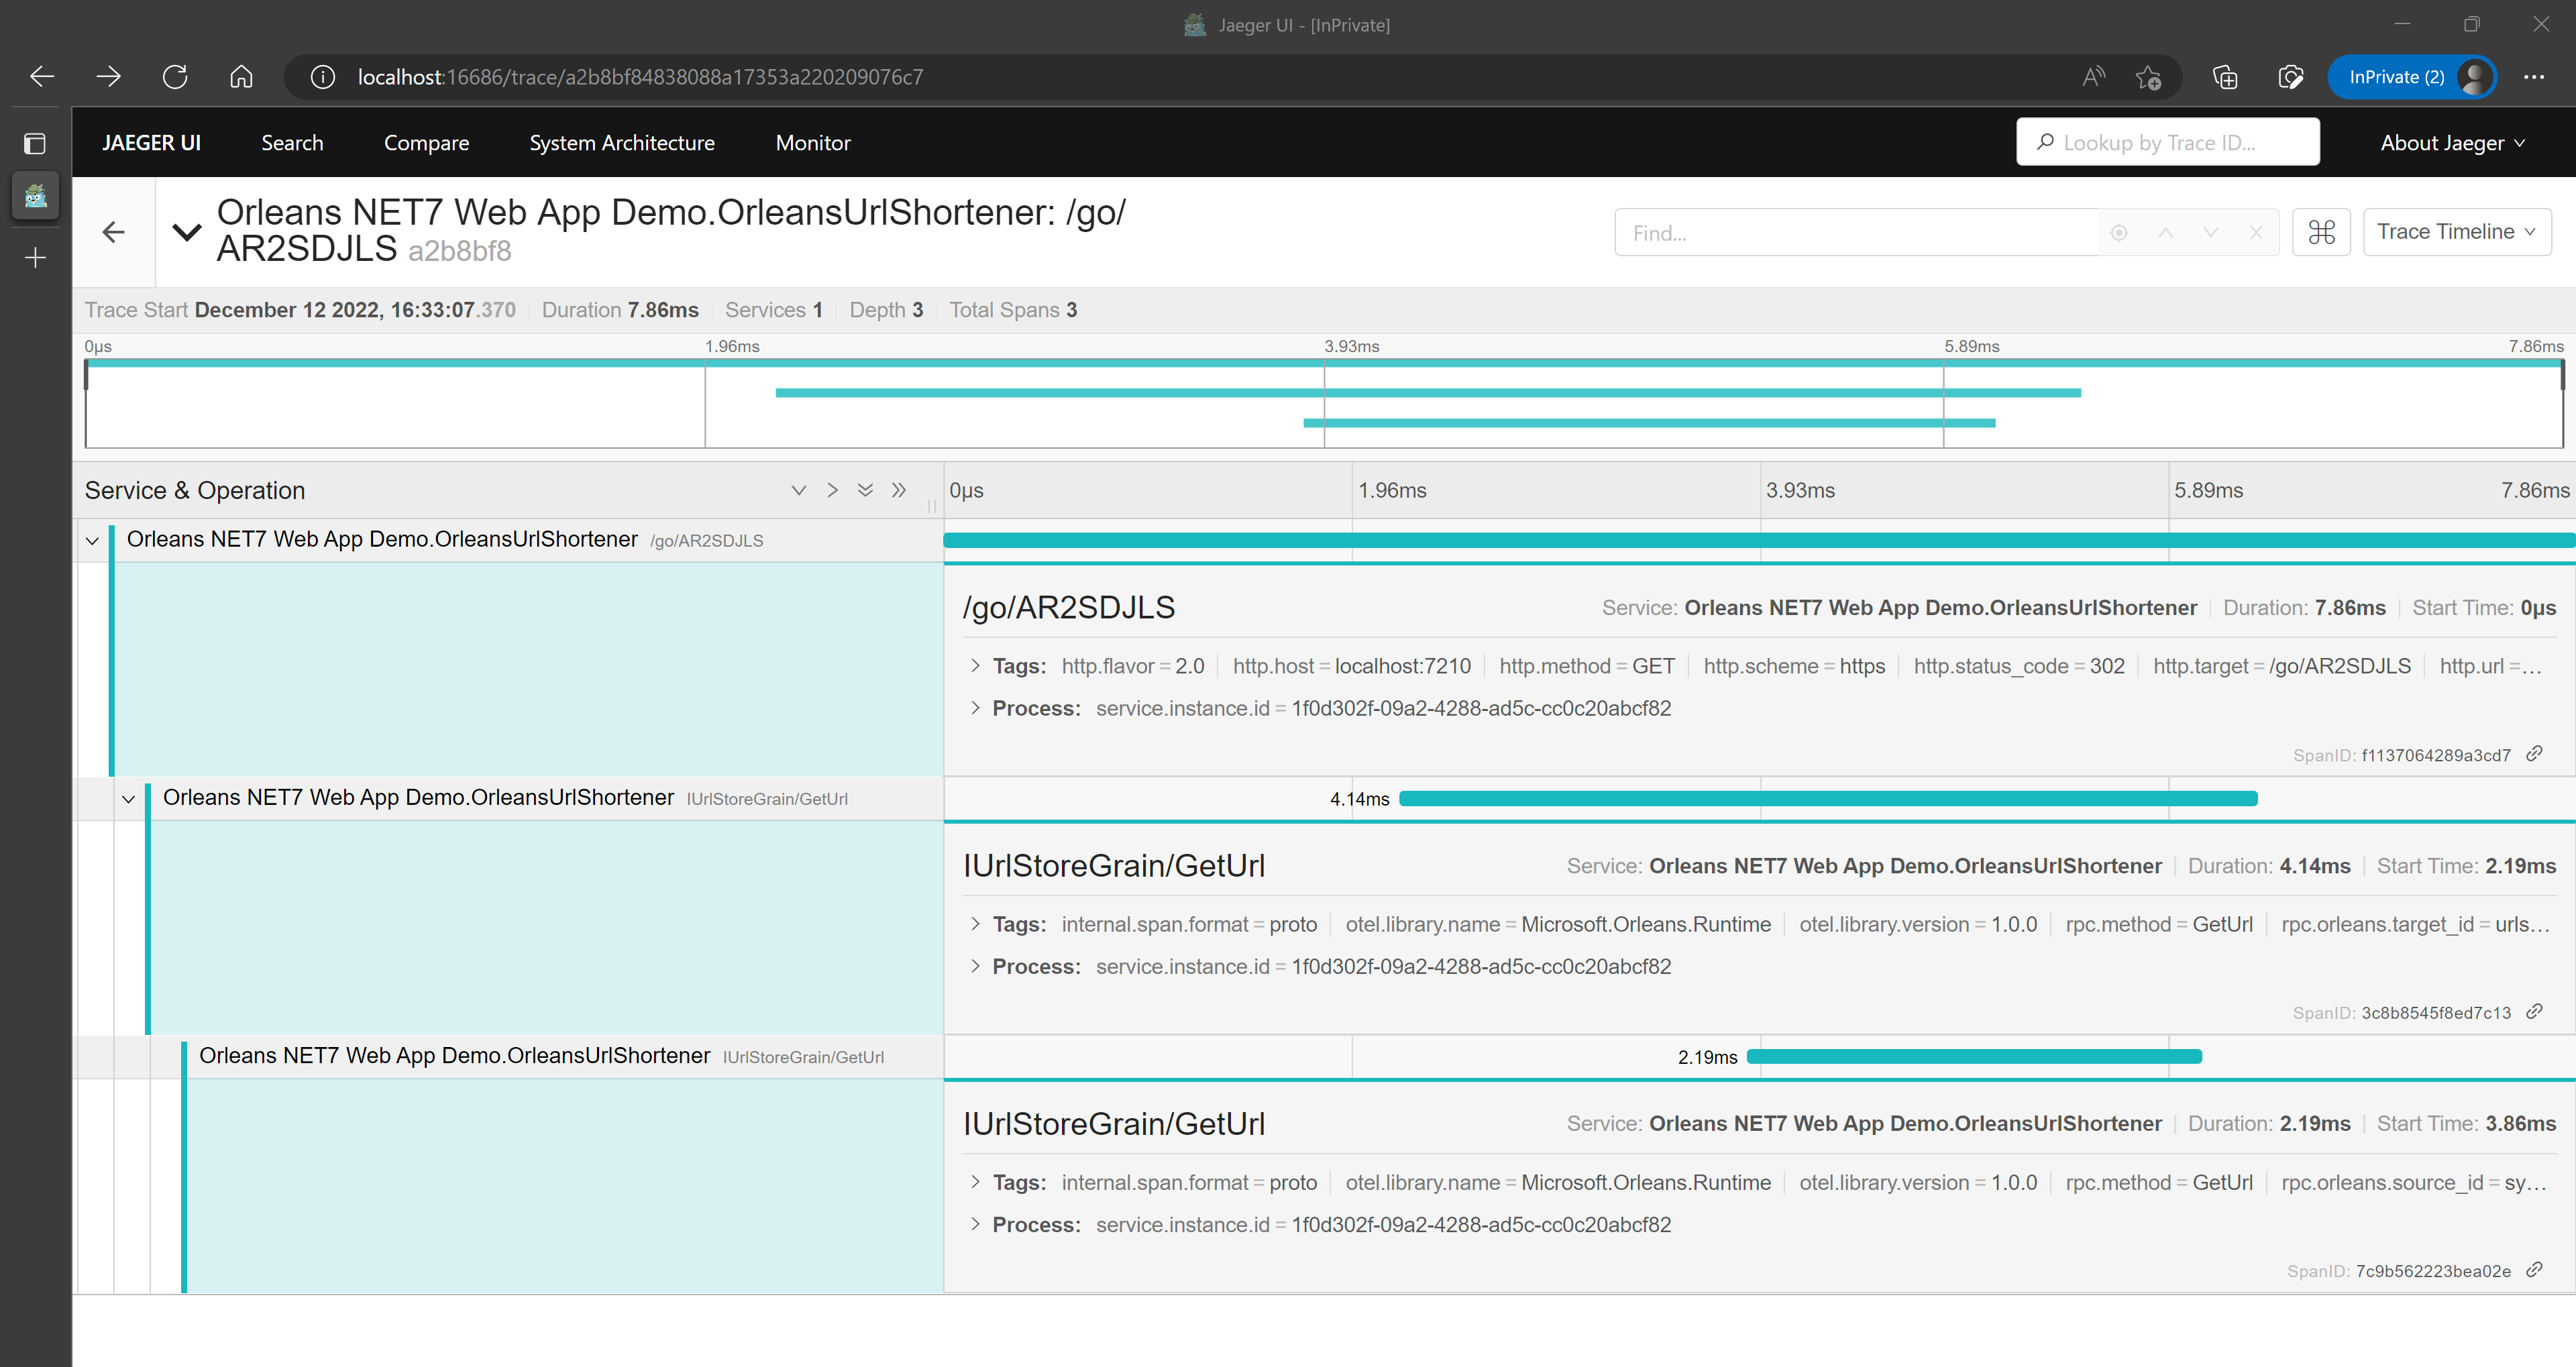 Jaeger UI - [InPrivate]
localhost:16686/trace/a2b8bf84838088a17353a220209076c7
InPrivate (2)
JAEGER UI Search Compare System Architecture Monitor Lookup by Trace ID... About Jaeger
Orleans NET7 Web App Demo.OrleansUrlShortener: /go/
AR2SDJLS a2b8bf8
Find... Trace Timeline
Trace Start December 12 2022, 16:33:07.370 Duration 7.86ms Services 1 Depth 3 Total Spans 3
0μs 1.96ms 3.93ms 5.89ms 7.86ms
Service & Operation 0μs 1.96ms 3.93ms 5.89ms 7.86ms
Orleans NET7 Web App Demo.OrleansUrlShortener /go/AR2SDJLS
/go/AR2SDJLS Service: Orleans NET7 Web App Demo.OrleansUrlShortener Duration: 7.86ms Start Time: 0μs
Tags: http.flavor = 2.0 http.host = localhost:7210 http.method = GET http.scheme = https http.status_code = 302 http.target = /go/AR2SDJLS http.url =...
Process: service.instance.id = 1f0d302f-09a2-4288-ad5c-cc0c20abcf82
SpanID: f1137064289a3cd7
Orleans NET7 Web App Demo.OrleansUrlShortener IUrlStoreGrain/GetUrl 4.14ms
IUrlStoreGrain/GetUrl Service: Orleans NET7 Web App Demo.OrleansUrlShortener Duration: 4.14ms Start Time: 2.19ms
Tags: internal.span.format = proto otel.library.name = Microsoft.Orleans.Runtime otel.library.version = 1.0.0 rpc.method = GetUrl rpc.orleans.target_id = urls...
Process: service.instance.id = 1f0d302f-09a2-4288-ad5c-cc0c20abcf82
SpanID: 3c8b8545f8ed7c13
Orleans NET7 Web App Demo.OrleansUrlShortener IUrlStoreGrain/GetUrl 2.19ms
IUrlStoreGrain/GetUrl Service: Orleans NET7 Web App Demo.OrleansUrlShortener Duration: 2.19ms Start Time: 3.86ms
Tags: internal.span.format = proto otel.library.name = Microsoft.Orleans.Runtime otel.library.version = 1.0.0 rpc.method = GetUrl rpc.orleans.source_id = sy...
Process: service.instance.id = 1f0d302f-09a2-4288-ad5c-cc0c20abcf82
SpanID: 7c9b562223bea02e